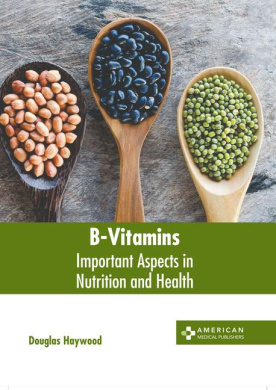 B-Vitamins
Important Aspects in
Nutrition and Health
AMERICAN
MEDICAL PUBLISHERS
Douglas Haywood